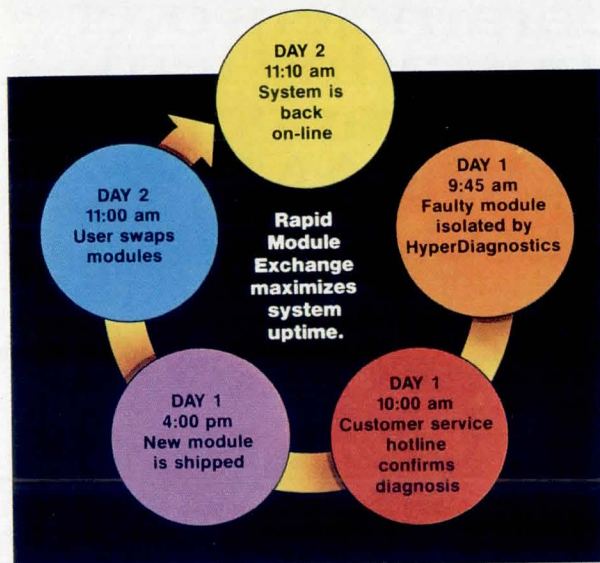 DAY 2
11:10 am
System is
back
on-line
DAY 1
9:45 am
Faulty module
isolated by
HyperDiagnostics
DAY 1
10:00 am
Customer service
hotline
confirms
diagnosis
DAY 1
4:00 pm
New module
is shipped
DAY 2
11:00 am
User swaps
modules
Rapid
Module
Exchange
maximizes
system
uptime.